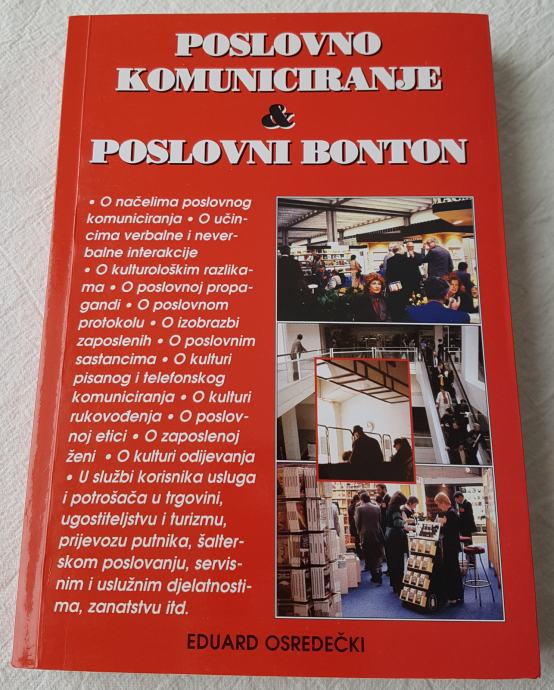 POSLOVNO
KOMUNICIRANJE
&
POSLOVNI BONTON
• O načelima poslovnog
komuniciranja • O učin-
cima verbalne i never-
balne interakcije
• O kulturološkim razlika-
ma • O poslovnoj propa-
gandi • O poslovnom
protokolu • O izobrazbi
zaposlenih • O poslovnim
sastancima • O kulturi
pisanog i telefonskog
komuniciranja • O kulturi
rukovođenja • O poslov-
noj etici • O zaposlenoj
ženi • O kulturi odijevanja
• U službi korisnika usluga
i potrošača u trgovini,
ugostiteljstvu i turizmu,
prijevozu putnika, šalter-
skom poslovanju, servis-
nim i uslužnim djelatnosti-
ma, zanatstvu itd.
EDUARD OSREDEČKI